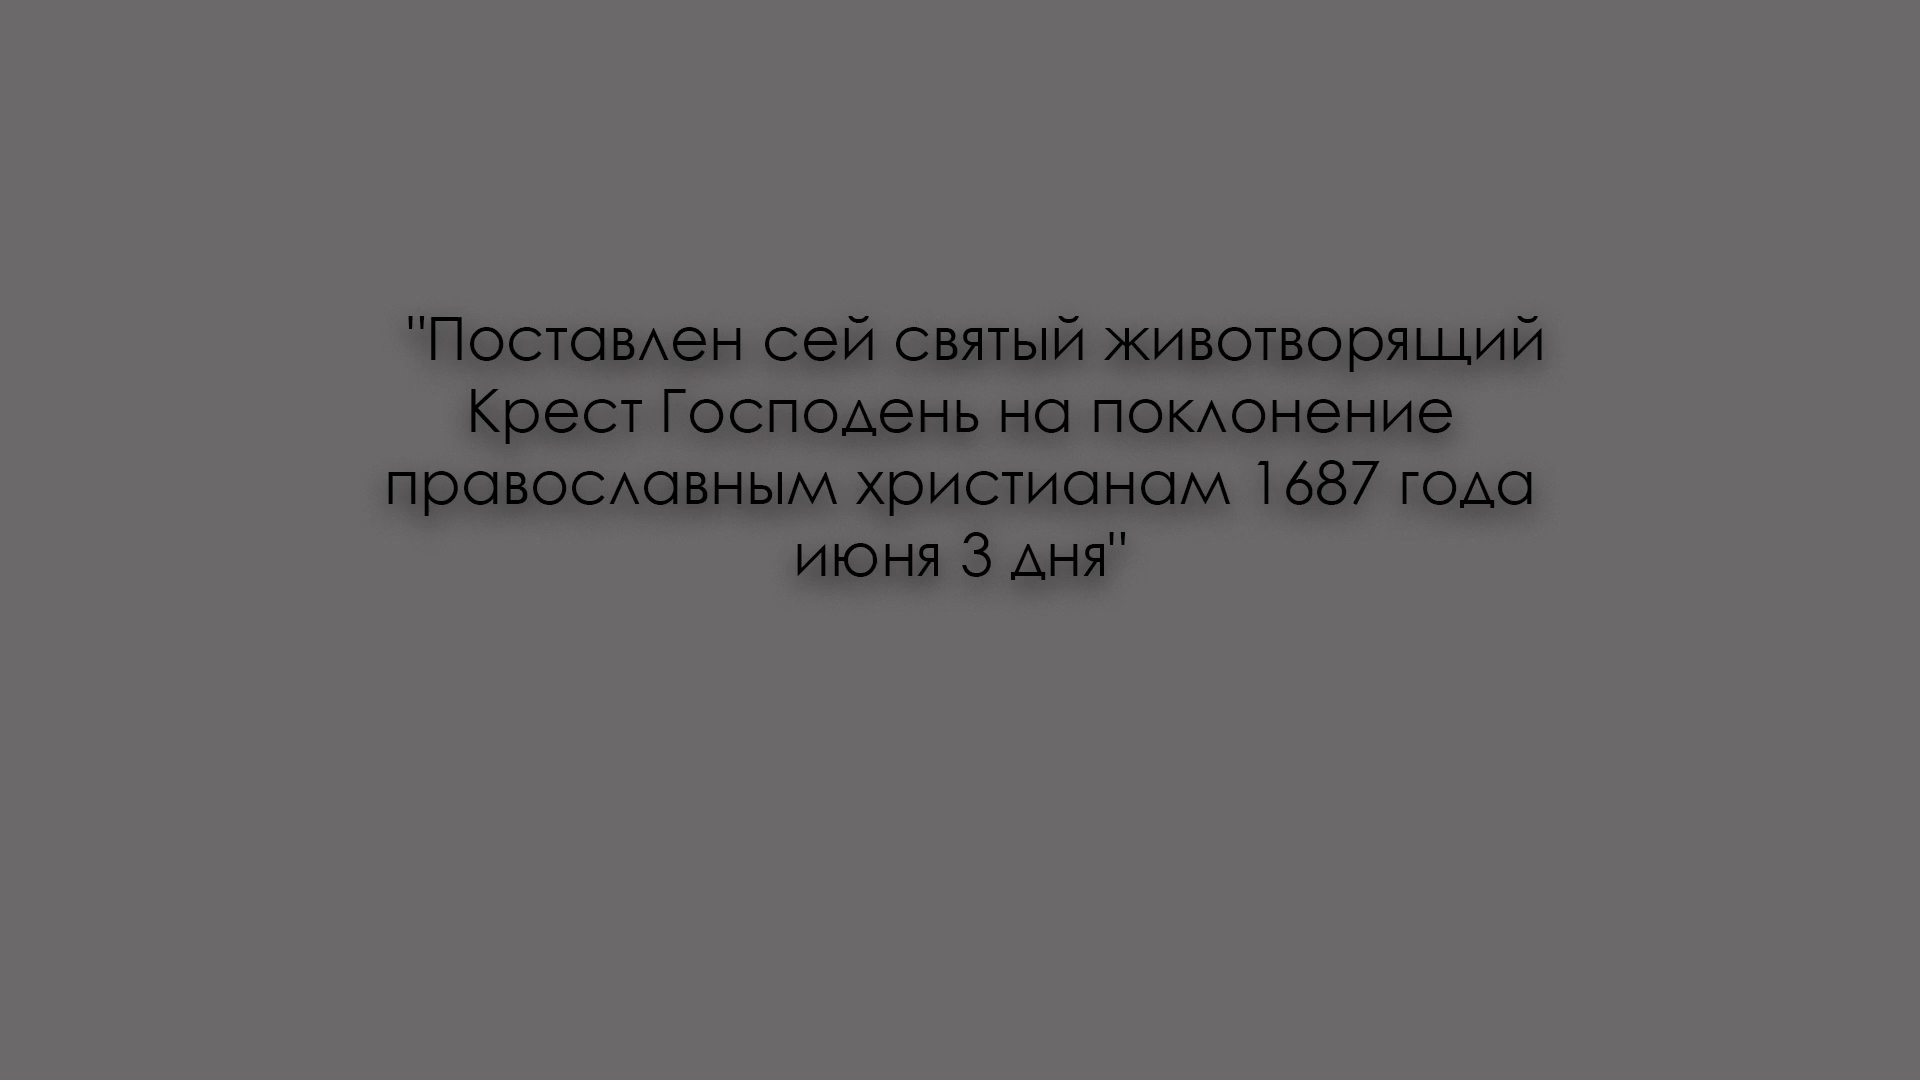 "Поставлен сей святый животворящий
Крест Господень на поклонение
православным христианам 1687 года
июня 3 дня"